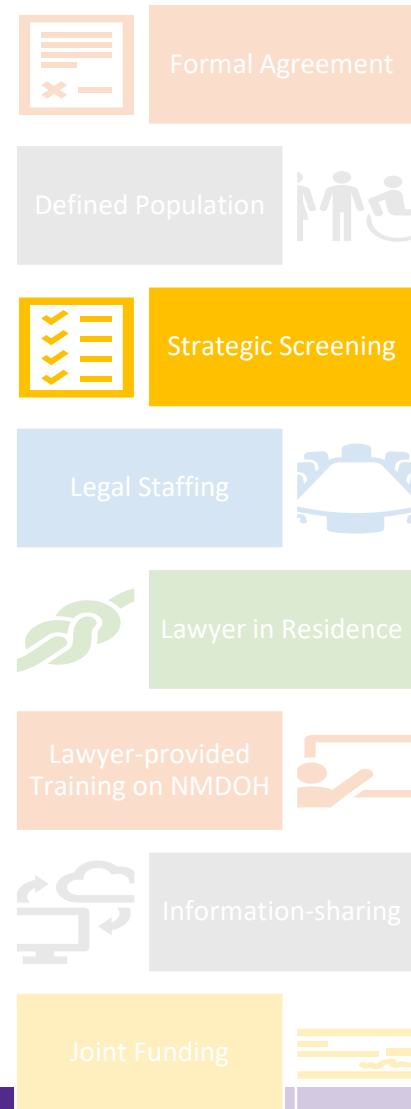 Formal Agreement
Defined Population
Strategic Screening
Legal Staffing
Lawyer in Residence
Lawyer-provided
Training on NMDOH
Information-sharing
Joint Funding